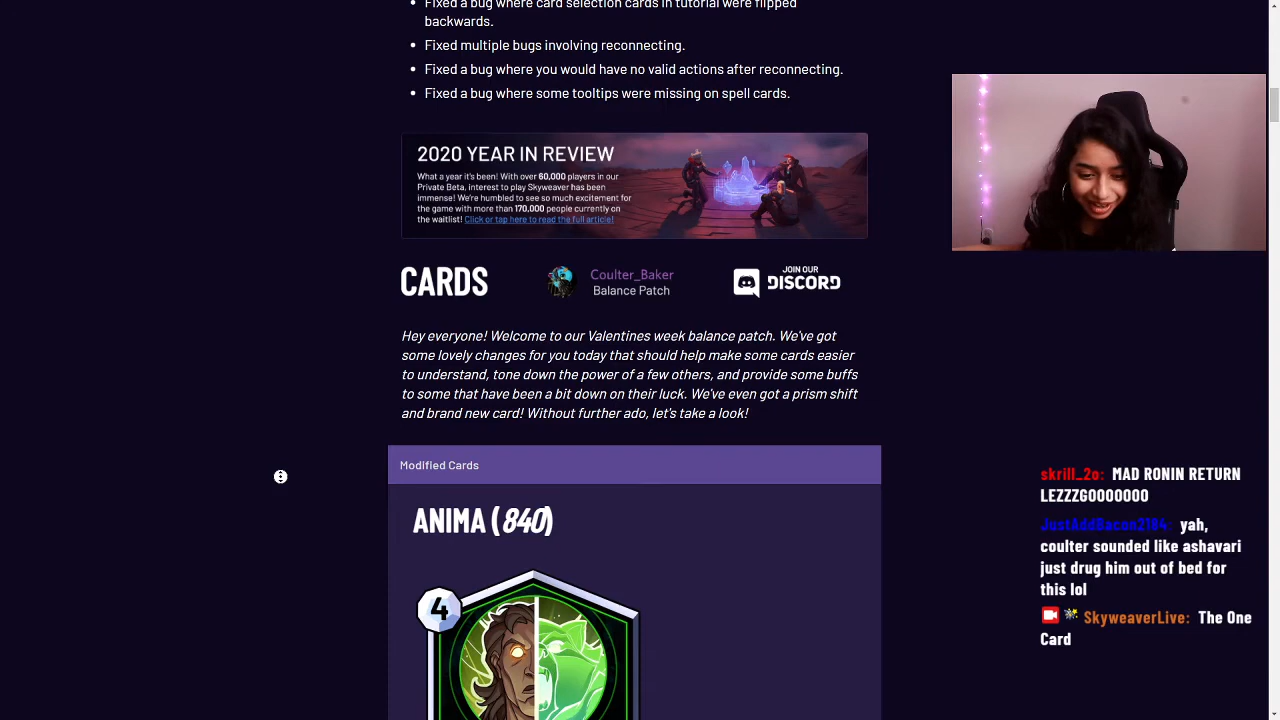 Fixed a bug where card selection cards in tutorial were flipped
backwards.
Fixed multiple bugs involving reconnecting.
Fixed a bug where you would have no valid actions after reconnecting.
Fixed a bug where some tooltips were missing on spell cards.
2020 YEAR IN REVIEW
What a year it's been! With over 60,000 players in our
Private Beta, interest to play Skyweaver has been
immense! We're humbled to see so much excitement for
the game with more than 170,000 people currently on
the waitlist! Click or tap here to read the full article!
CARDS
Coulter_Baker
Balance Patch
JOIN OUR
DISCORD
Hey everyone! Welcome to our Valentines week balance patch. We've got
some lovely changes for you today that should help make some cards easier
to understand, tone down the power of a few others, and provide some buffs
to some that have been a bit down on their luck. We've even got a prism shift
and brand new card! Without further ado, let's take a look!
Modified Cards
ANIMA (840)
4
skrill_2o: MAD RONIN RETURN
LEZZZGOOOOOOO
JustAddBacon2184: yah,
coulter sounded like ashavari
just drug him out of bed for
this lol
SkyweaverLive: The One
Card